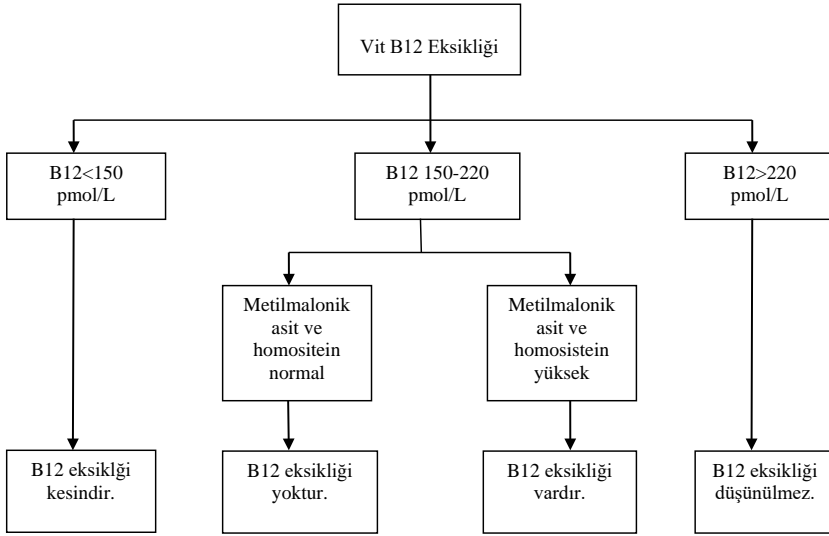 Vit B12 Eksikliği
B12<150
pmol/L
B12 150-220
pmol/L
B12>220
pmol/L
Metilmalonik
asit ve
homositein
normal
Metilmalonik
asit ve
homosistein
yüksek
B12 eksiklği
kesindir.
B12 eksikliği
yoktur.
B12 eksikliği
vardır.
B12 eksikliği
düşünülmez.